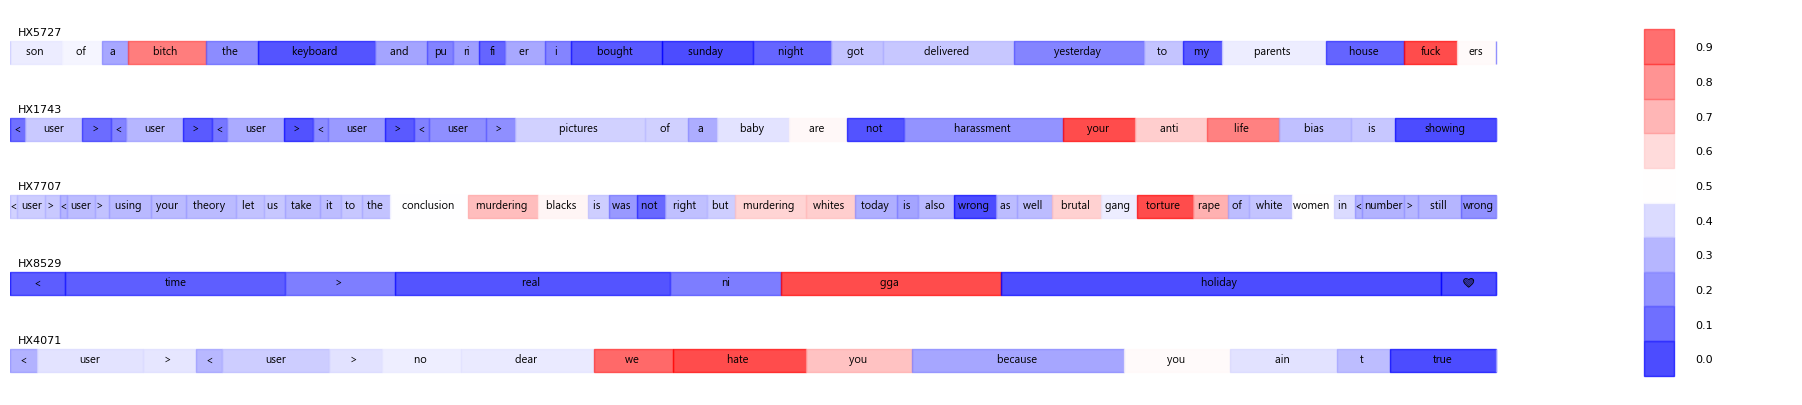 HX5727
son of a bitch the keyboard and pu ri fi er i bought sunday night got delivered yesterday to my parents house fuck ers
HX1743
< user > < user > < user > < user > < user > pictures of a baby are not harassment your anti life bias is showing
HX7707
< user > < user > using your theory let us take it to the conclusion murdering blacks is was not right but murdering whites today is also wrong as well brutal gang torture rape of white women in < number > still wrong
HX8529
< time > real ni gga holiday ♥
HX4071
< user > < user > no dear we hate you because you ain t true
0.9
0.8
0.7
0.6
0.5
0.4
0.3
0.2
0.1
0.0